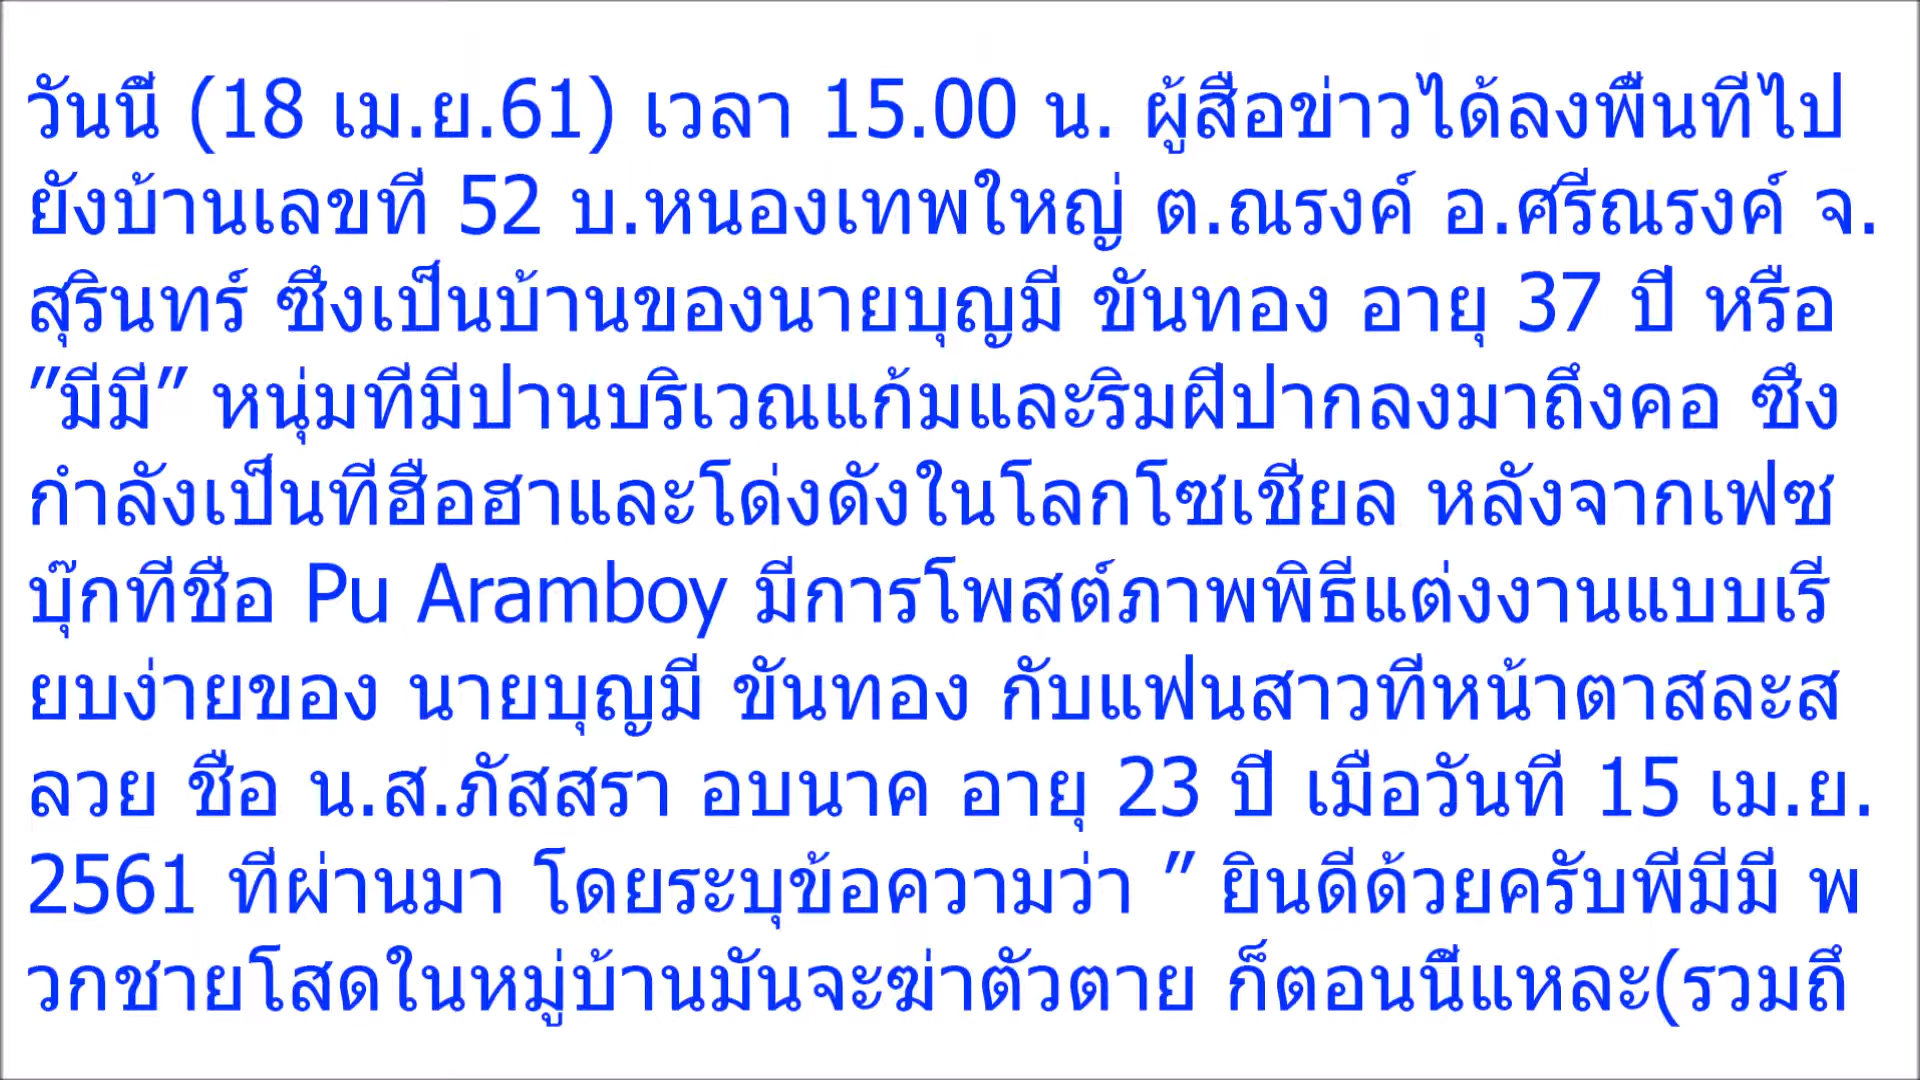 วันนี้ (18 เม.ย.61) เวลา 15.00 น. ผู้สื่อข่าวได้ลงพื้นที่ไป
ยังบ้านเลขที่ 52 บ.หนองเทพใหญ่ ต.ณรงค์ อ.ศรีณรงค์ จ.
สุรินทร์ ซึ่งเป็นบ้านของนายบุญมี ขันทอง อายุ 37 ปี หรือ
”มีมี” หนุ่มที่มีปานบริเวณแก้มและริมฝีปากลงมาถึงคอ ซึ่ง
กำลังเป็นที่ฮือฮาและโด่งดังในโลกโซเชียล หลังจากเฟซ
บุ๊กที่ชื่อ Pu Aramboy มีการโพสต์ภาพพิธีแต่งงานแบบเรี
ยบง่ายของ นายบุญมี ขันทอง กับแฟนสาวที่หน้าตาสละส
ลวย ชื่อ น.ส.ภัสสรา อบนาค อายุ 23 ปี เมื่อวันที่ 15 เม.ย.
2561 ที่ผ่านมา โดยระบุข้อความว่า ” ยินดีด้วยครับพี่มีมี พ
วกชายโสดในหมู่บ้านมันจะฆ่าตัวตาย ก็ตอนนี้แหละ(รวมถึ